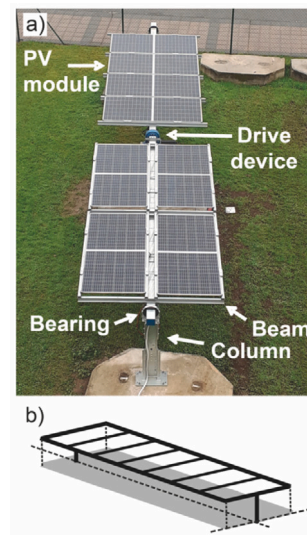 a)
PV
module
Drive
device
Bearing
Beam
Column
b)